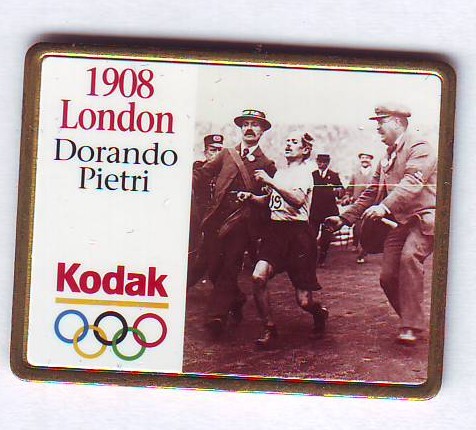 1908
London
Dorando
Pietri
Kodak
19